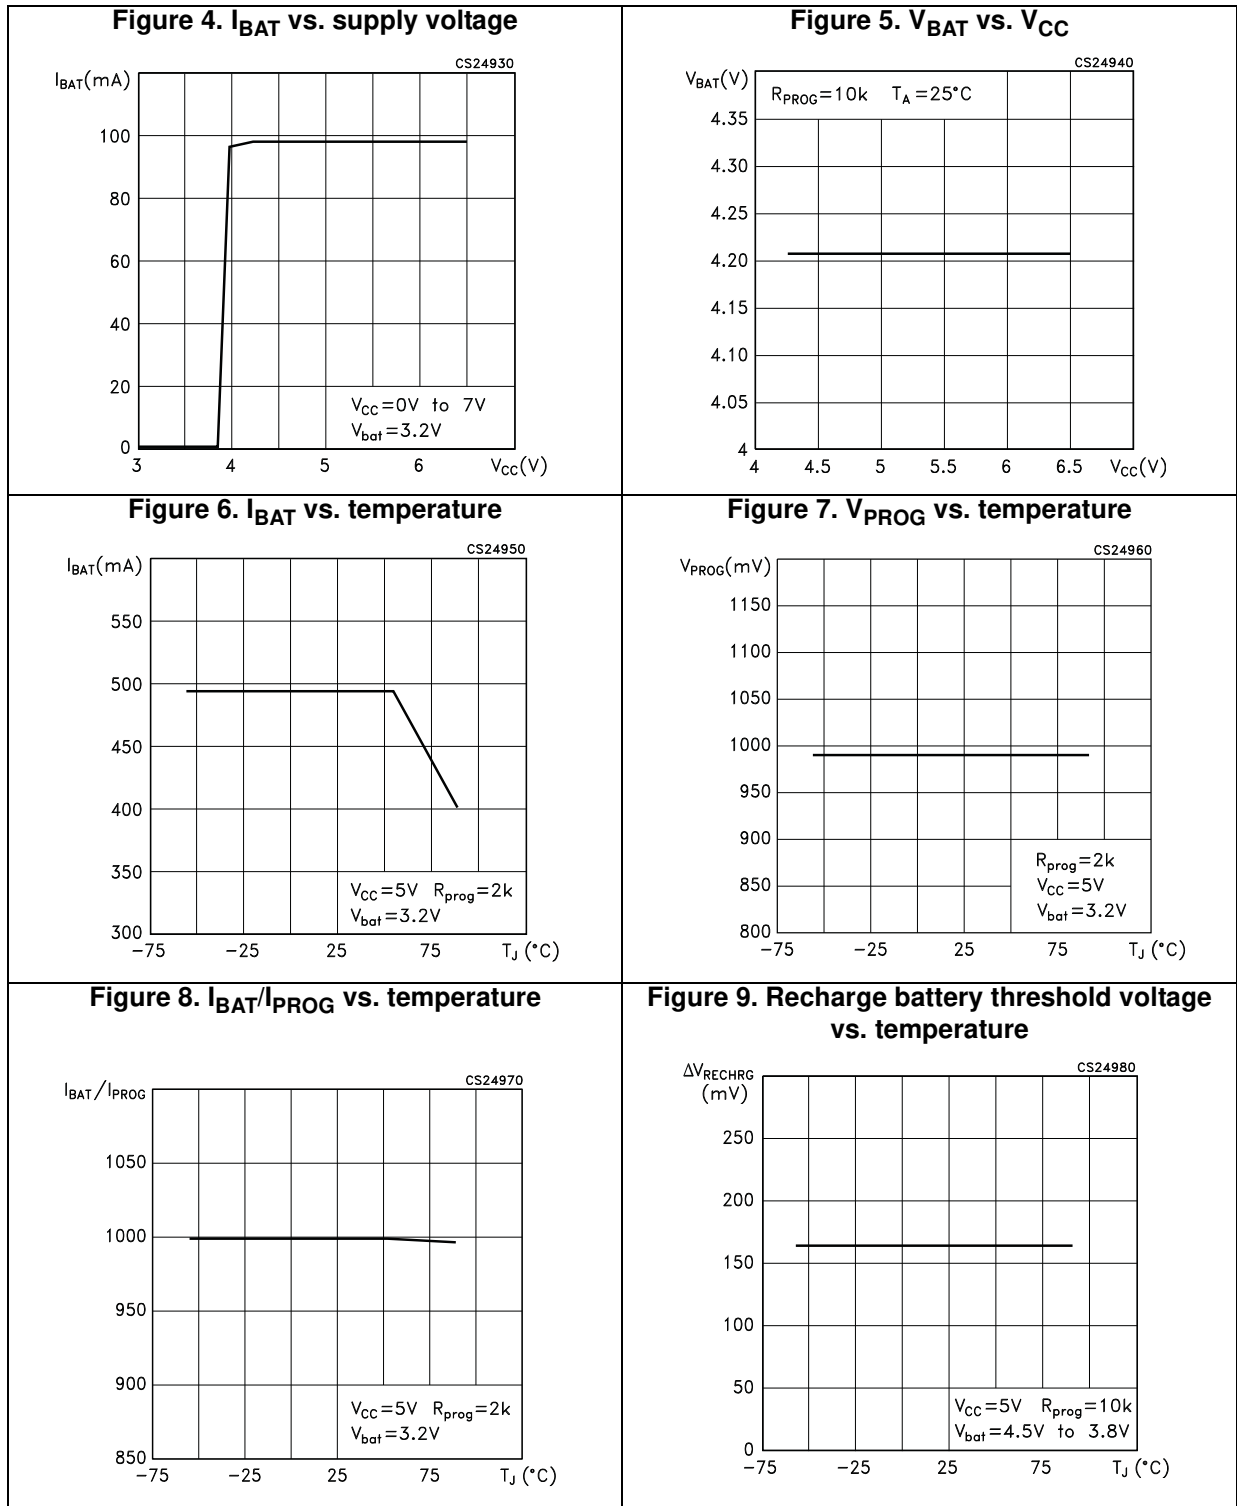 Figure 4. IBAT vs. supply voltage
CS24930
IBAT(mA)
100
80
60
40
20
0
VCC=0V to 7V
Vbat=3.2V
3 4 5 6 VCC(V)
Figure 5. VBAT vs. VCC
CS24940
VBAT(V)
RPROG=10k TA=25°C
4.35
4.30
4.25
4.20
4.15
4.10
4.05
4
4 4.5 5 5.5 6 6.5 VCC(V)
Figure 6. IBAT vs. temperature
CS24950
IBAT(mA)
550
500
450
400
350
300
VCC=5V Rprog=2k
Vbat=3.2V
-75 -25 25 75 TJ (°C)
Figure 7. VPROG vs. temperature
CS24960
VPROG(mV)
1150
1100
1050
1000
950
900
850
800
Rprog=2k
VCC=5V
Vbat=3.2V
-75 -25 25 75 TJ (°C)
Figure 8. IBAT/IPROG vs. temperature
CS24970
IBAT/IPROG
1050
1000
950
900
850
VCC=5V Rprog=2k
Vbat=3.2V
-75 -25 25 75 TJ (°C)
Figure 9. Recharge battery threshold voltage
vs. temperature
CS24980
ΔVRECHRG
(mV)
250
200
150
100
50
0
VCC=5V Rprog=10k
Vbat=4.5V to 3.8V
-75 -25 25 75 TJ (°C)